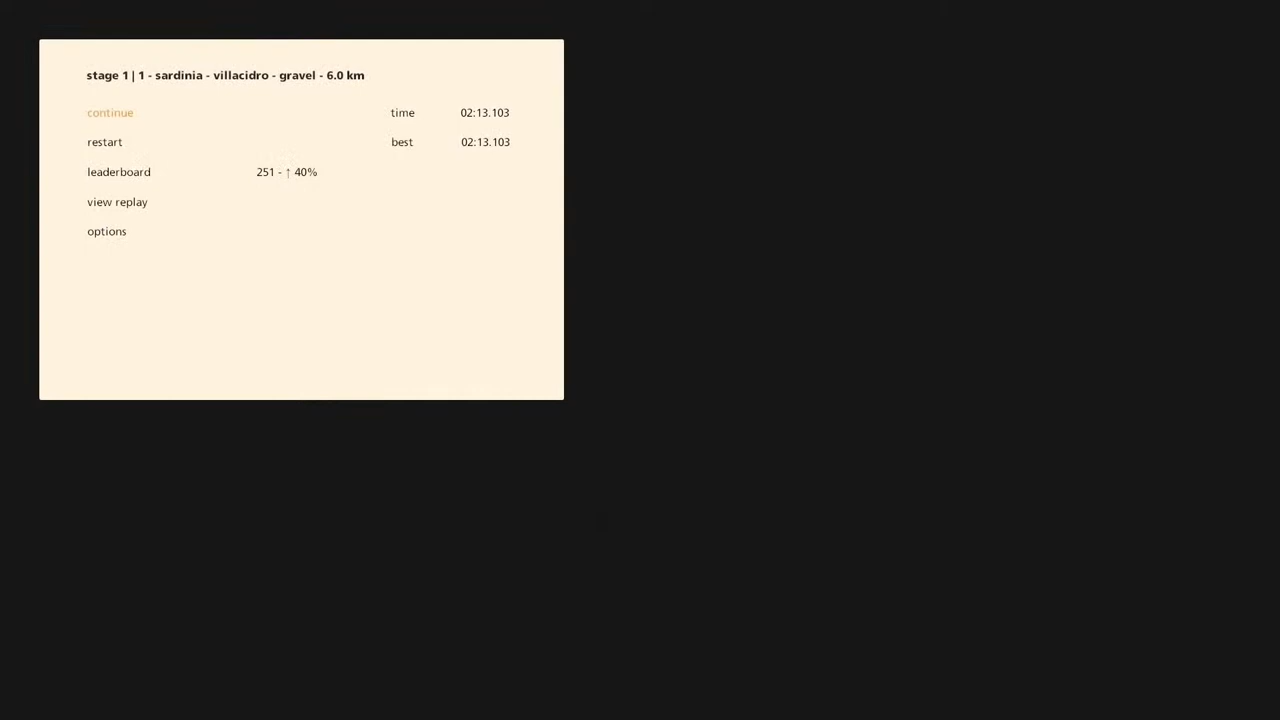 stage 1 | 1 - sardinia - villacidro - gravel - 6.0 km
continue time 02:13.103
restart best 02:13.103
leaderboard 251 - ↑ 40%
view replay
options